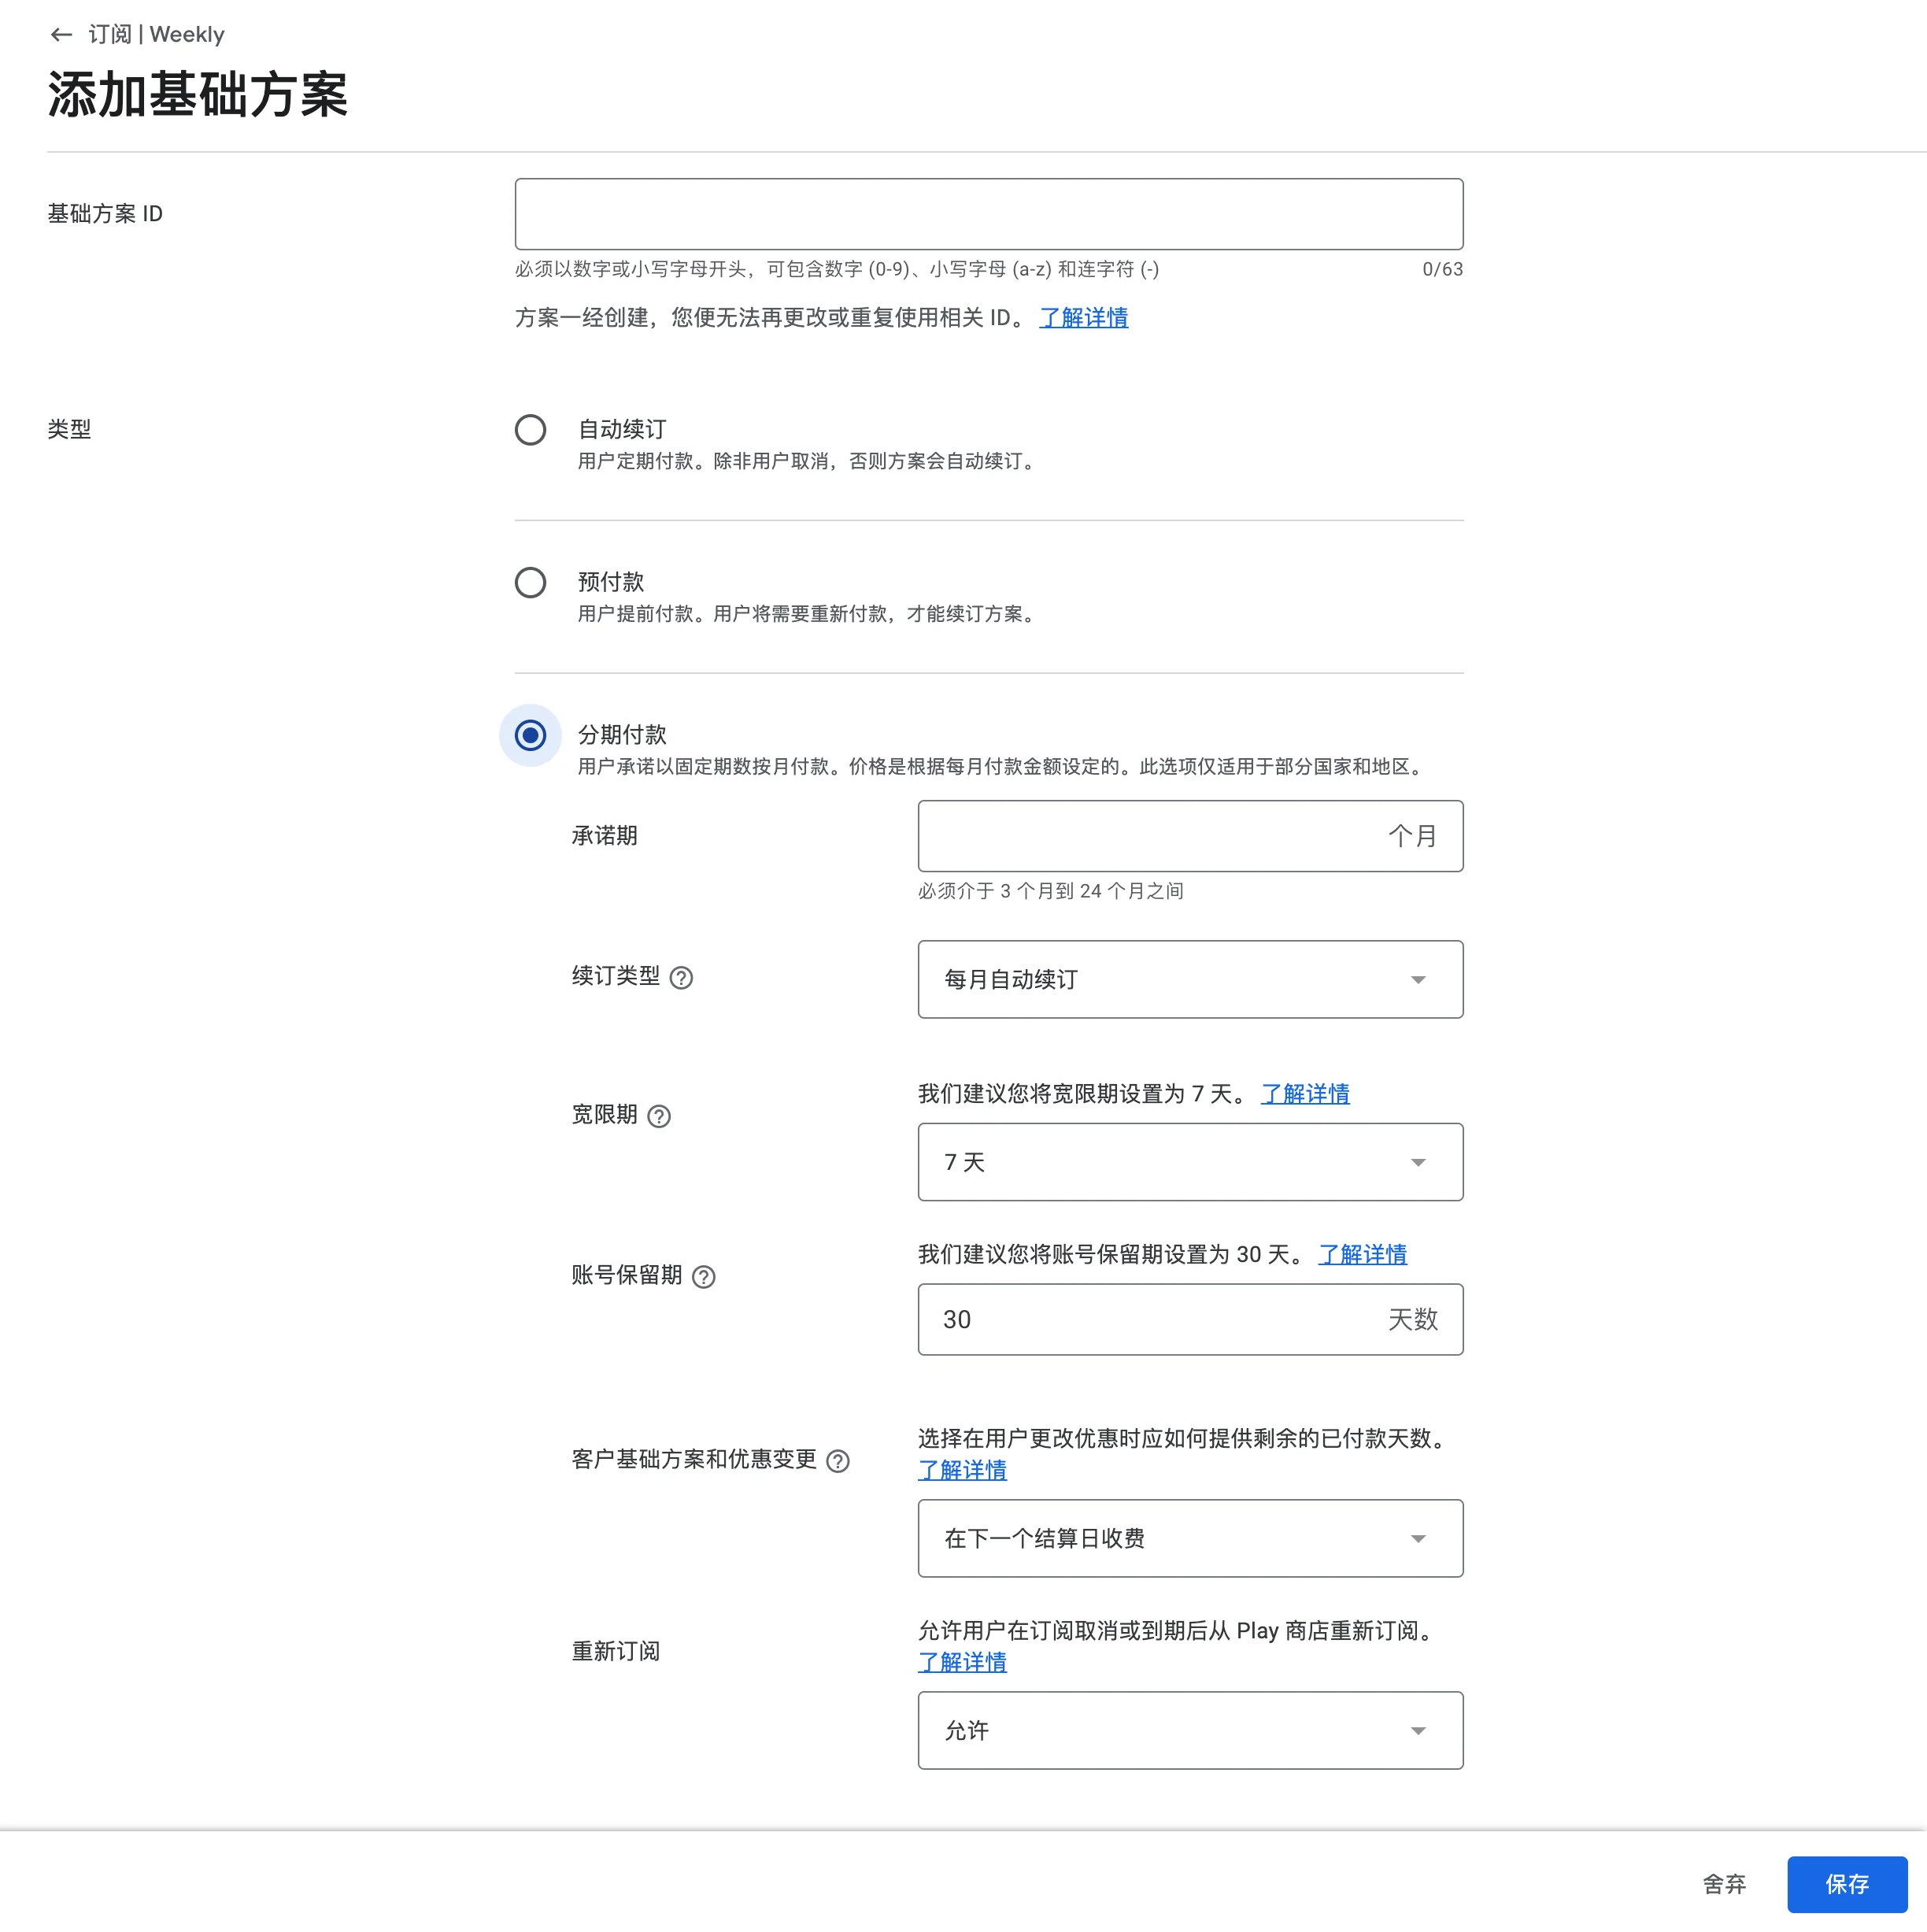 订阅 | Weekly
添加基础方案
基础方案 ID
必须以数字或小写字母开头，可包含数字 (0-9)、小写字母 (a-z) 和连字符 (-)
0/63
方案一经创建，您便无法再更改或重复使用相关 ID。 了解详情
类型
自动续订
用户定期付款。除非用户取消，否则方案会自动续订。
预付款
用户提前付款。用户将需要重新付款，才能续订方案。
分期付款
用户承诺以固定期数按月付款。价格是根据每月付款金额设定的。此选项仅适用于部分国家和地区。
承诺期
个月
必须介于 3 个月到 24 个月之间
续订类型
每月自动续订
我们建议您将宽限期设置为 7 天。 了解详情
宽限期
7 天
我们建议您将账号保留期设置为 30 天。 了解详情
账号保留期
30 天数
选择在用户更改优惠时应如何提供剩余的已付款天数。
客户基础方案和优惠变更
了解详情
在下一个结算日收费
允许用户在订阅取消或到期后从 Play 商店重新订阅。
重新订阅
了解详情
允许
舍弃
保存